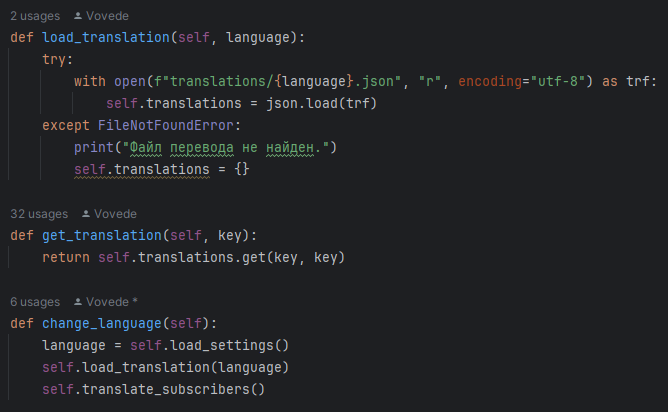 2 usages Vovede
def load_translation(self, language):
    try:
        with open(f"translations/{language}.json", "r", encoding="utf-8") as trf:
            self.translations = json.load(trf)
    except FileNotFoundError:
        print("Файл перевода не найден.")
        self.translations = {}
32 usages Vovede
def get_translation(self, key):
    return self.translations.get(key, key)
6 usages Vovede *
def change_language(self):
    language = self.load_settings()
    self.load_translation(language)
    self.translate_subscribers()